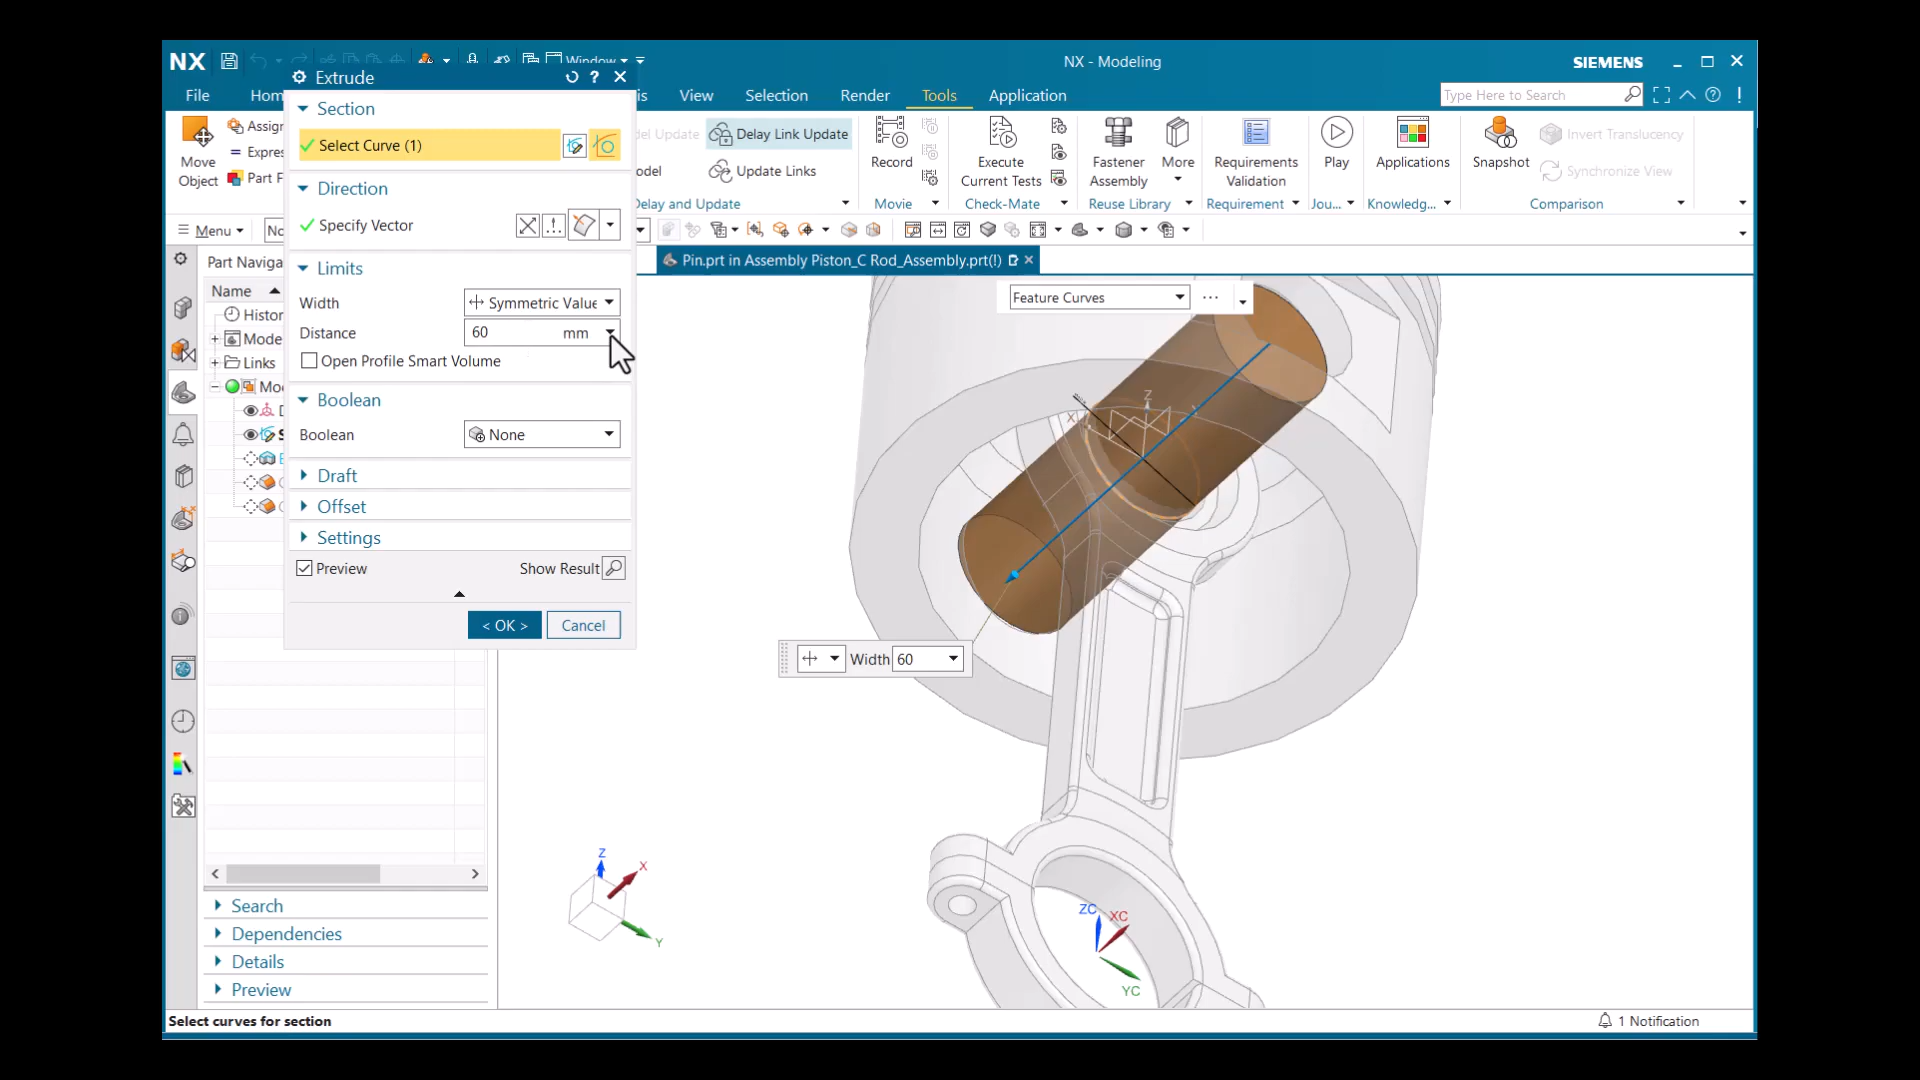 NX
Window
NX - Modeling
SIEMENS
Extrude
File
Hom
is
View
Selection
Render
Tools
Application
Type Here to Search
Section
Select Curve (1)
Direction
Specify Vector
Limits
Width
Symmetric Value
Distance
60
mm
Open Profile Smart Volume
Boolean
Boolean
None
Draft
Offset
Settings
Preview
Show Result
< OK >
Cancel
Move
Object
Assign
Expres
Part F
del Update
odel
Delay Link Update
Update Links
Delay and Update
Record
Movie
Execute
Current Tests
Check-Mate
Fastener
Assembly
More
Reuse Library
Requirements
Validation
Requirement
Play
Jou...
Applications
Knowledg...
Snapshot
Invert Translucency
Synchronize View
Comparison
Menu
No
Part Naviga
Name
Histor
Mode
Links
Mod
Pin.prt in Assembly Piston_C Rod_Assembly.prt(!)
Feature Curves
Z
X
Width
60
Z
X
Y
ZC
XC
YC
Search
Dependencies
Details
Preview
Select curves for section
1 Notification